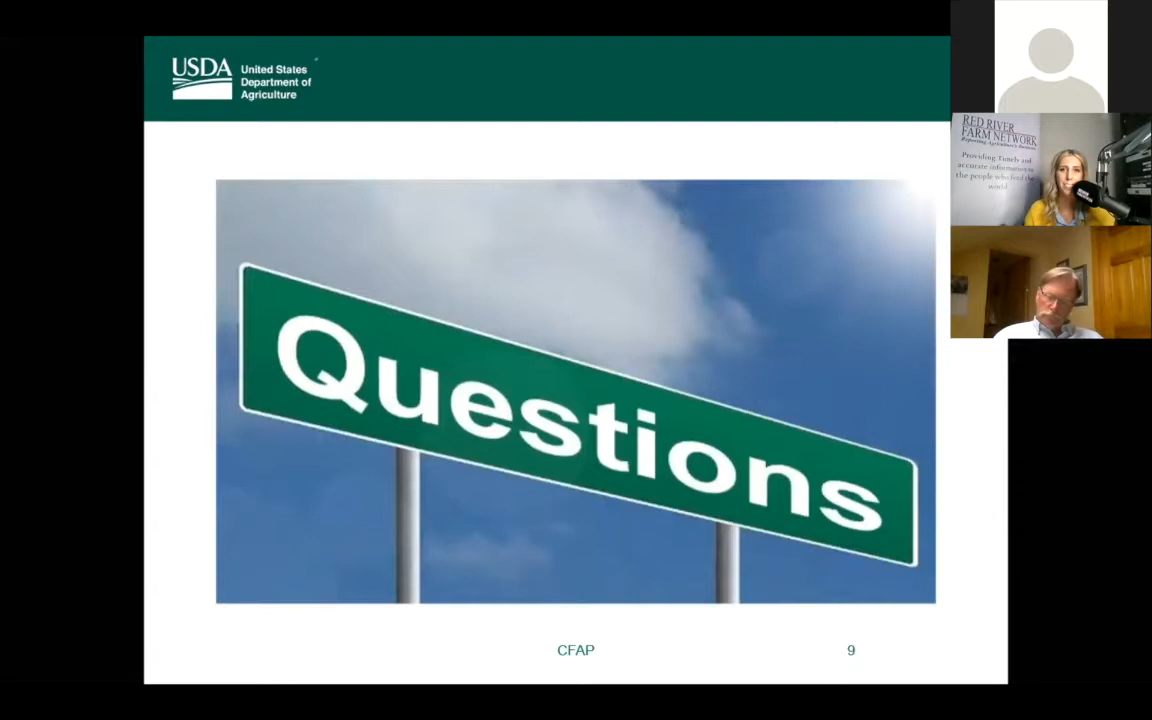 USDA
United States
Department of
Agriculture
Questions
CFAP
9
RED RIVER
FARM NETWORK
Reporting Agriculture's Business
Providing Timely and
accurate information to
the people who feed the
world